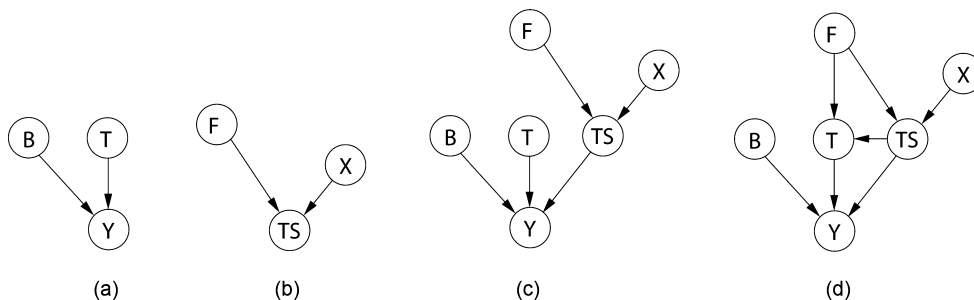 B T Y
(a)
F X TS
(b)
F X B T TS Y
(c)
F X B T TS Y
(d)